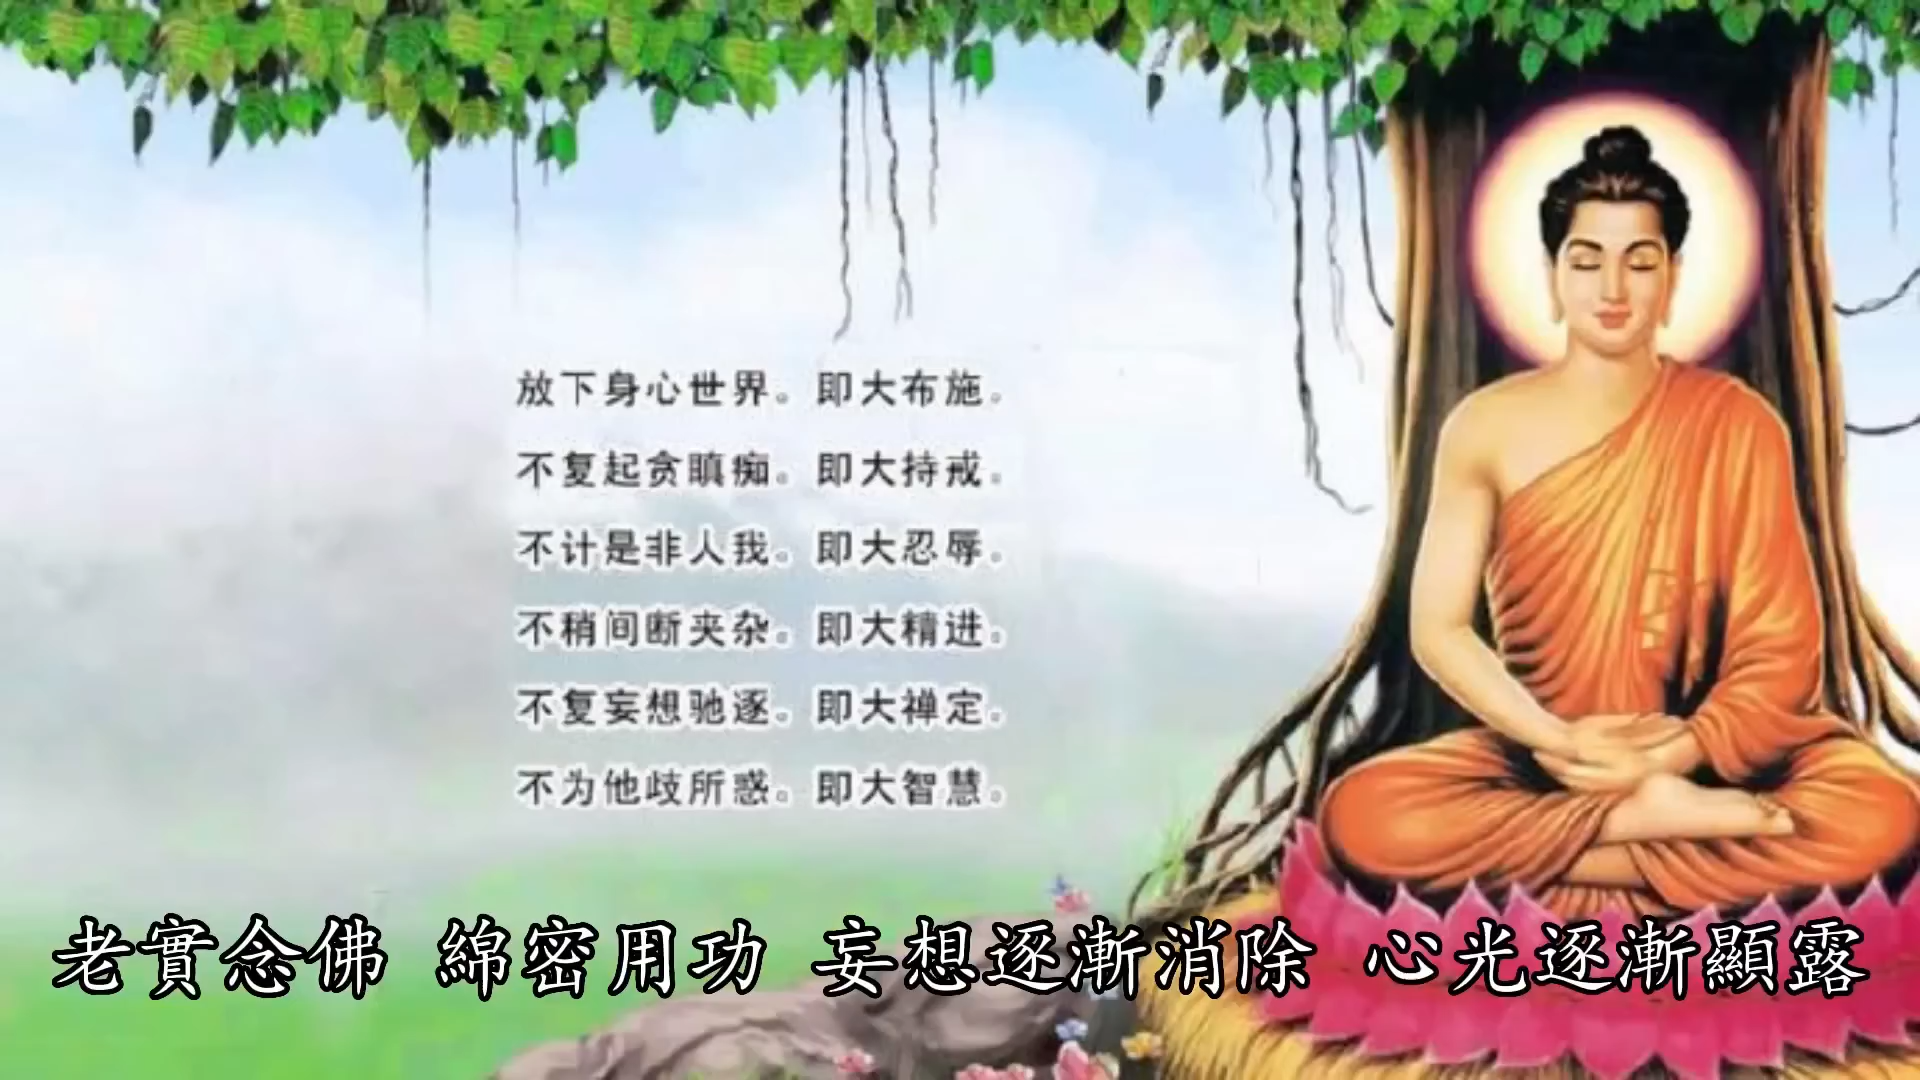 放下身心世界。即大布施。
不复起贪瞋痴。即大持戒。
不计是非人我。即大忍辱。
不稍间断夹杂。即大精进。
不复妄想驰逐。即大禅定。
不为他歧所惑。即大智慧。
老實念佛 綿密用功 妄想逐漸消除 心光逐漸顯露